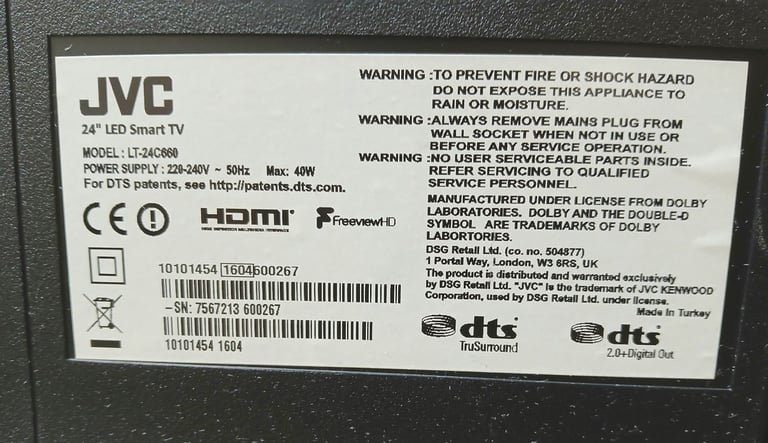 JVC
24" LED Smart TV
MODEL : LT-24C660
POWER SUPPLY : 220-240V ~ 50Hz Max: 40W
For DTS patents, see http://patents.dts.com.
CE
HDMI
HIGH DEFINITION MULTIMEDIA INTERFACE
FreeviewHD
10101454 1604 600267
-SN: 7567213 600267
10101454 1604
WARNING :TO PREVENT FIRE OR SHOCK HAZARD
DO NOT EXPOSE THIS APPLIANCE TO
RAIN OR MOISTURE.
WARNING :ALWAYS REMOVE MAINS PLUG FROM
WALL SOCKET WHEN NOT IN USE OR
BEFORE ANY SERVICE OPERATION.
WARNING :NO USER SERVICEABLE PARTS INSIDE.
REFER SERVICING TO QUALIFIED
SERVICE PERSONNEL.
MANUFACTURED UNDER LICENSE FROM DOLBY
LABORATORIES. DOLBY AND THE DOUBLE-D
SYMBOL ARE TRADEMARKS OF DOLBY
LABORTORIES.
DSG Retail Ltd. (co. no. 504877)
1 Portal Way, London, W3 6RS, UK
The product is distributed and warranted exclusively
by DSG Retail Ltd. "JVC" is the trademark of JVC KENWOOD
Corporation, used by DSG Retail Ltd. under license.
Made in Turkey
dts
TruSurround
dts
2.0+Digital Out